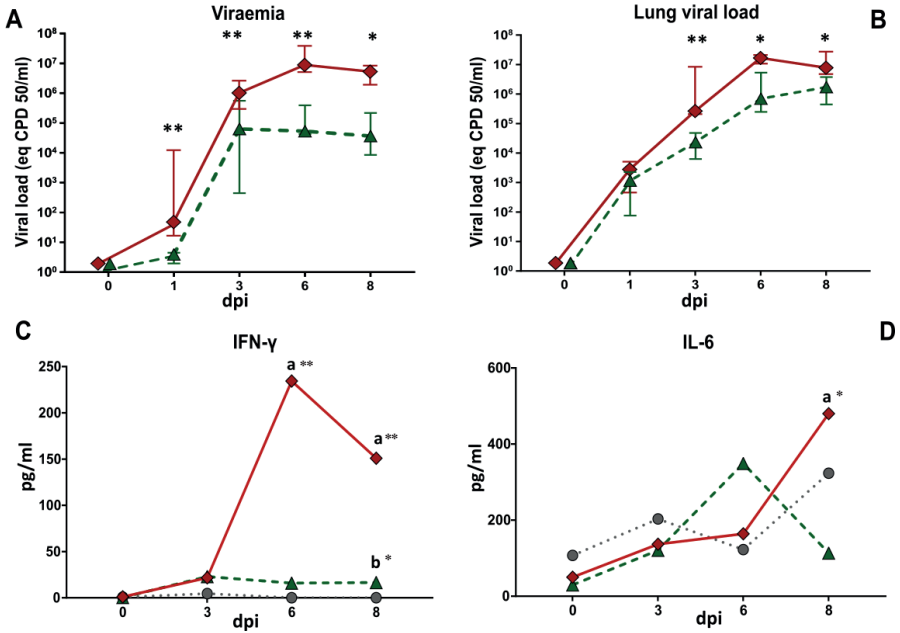 A
Viraemia
Viral load (eq CPD 50/ml)
10⁸
10⁷
10⁶
10⁵
10⁴
10³
10²
10¹
10⁰
**
**
**
*
0 1 3 6 8
dpi
Lung viral load
B
Viral load (eq CPD 50/ml)
10⁸
10⁷
10⁶
10⁵
10⁴
10³
10²
10¹
10⁰
**
*
*
0 1 3 6 8
dpi
C
IFN-γ
pg/ml
250
200
150
100
50
0
a **
a **
b *
0 3 6 8
dpi
IL-6
D
pg/ml
600
400
200
0
a *
0 3 6 8
dpi